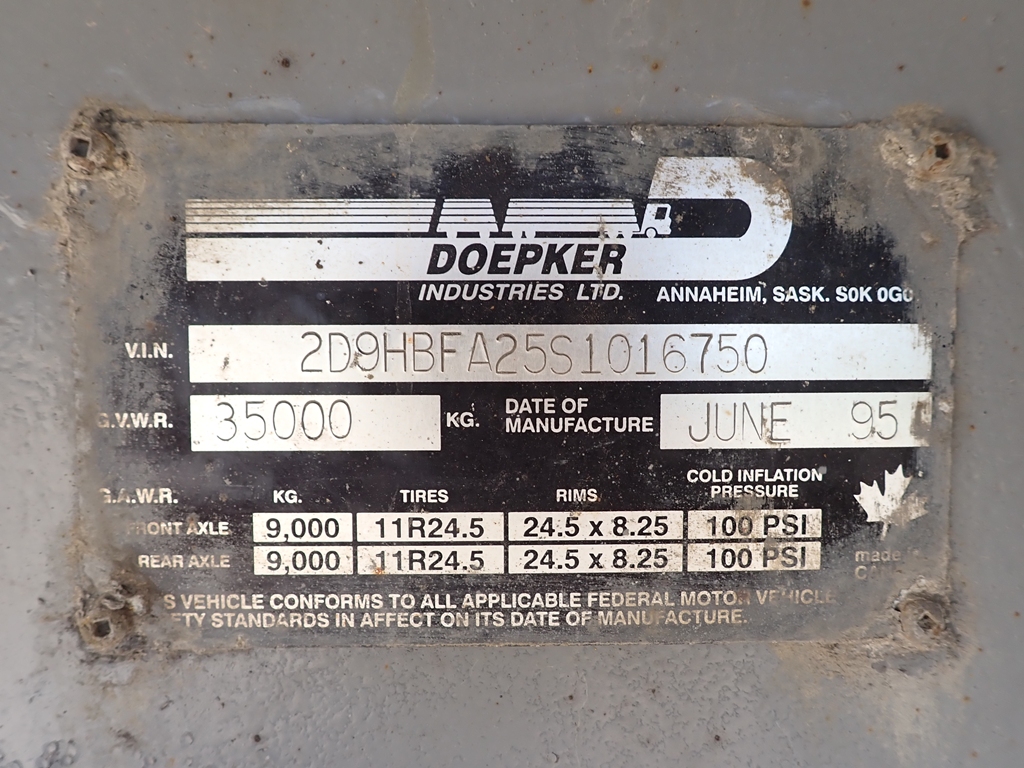 DOEPKER
INDUSTRIES LTD. ANNAHEIM, SASK. S0K 0G0
V.I.N. 2D9HBFA25S1016750
G.V.W.R. 35000 KG. DATE OF MANUFACTURE JUNE 95
G.A.W.R. KG. TIRES RIMS COLD INFLATION PRESSURE
FRONT AXLE 9,000 11R24.5 24.5 x 8.25 100 PSI
REAR AXLE 9,000 11R24.5 24.5 x 8.25 100 PSI
made
VEHICLE CONFORMS TO ALL APPLICABLE FEDERAL MOTOR VEHICLE
STANDARDS IN AFFECT ON ITS DATE OF MANUFACTURE.